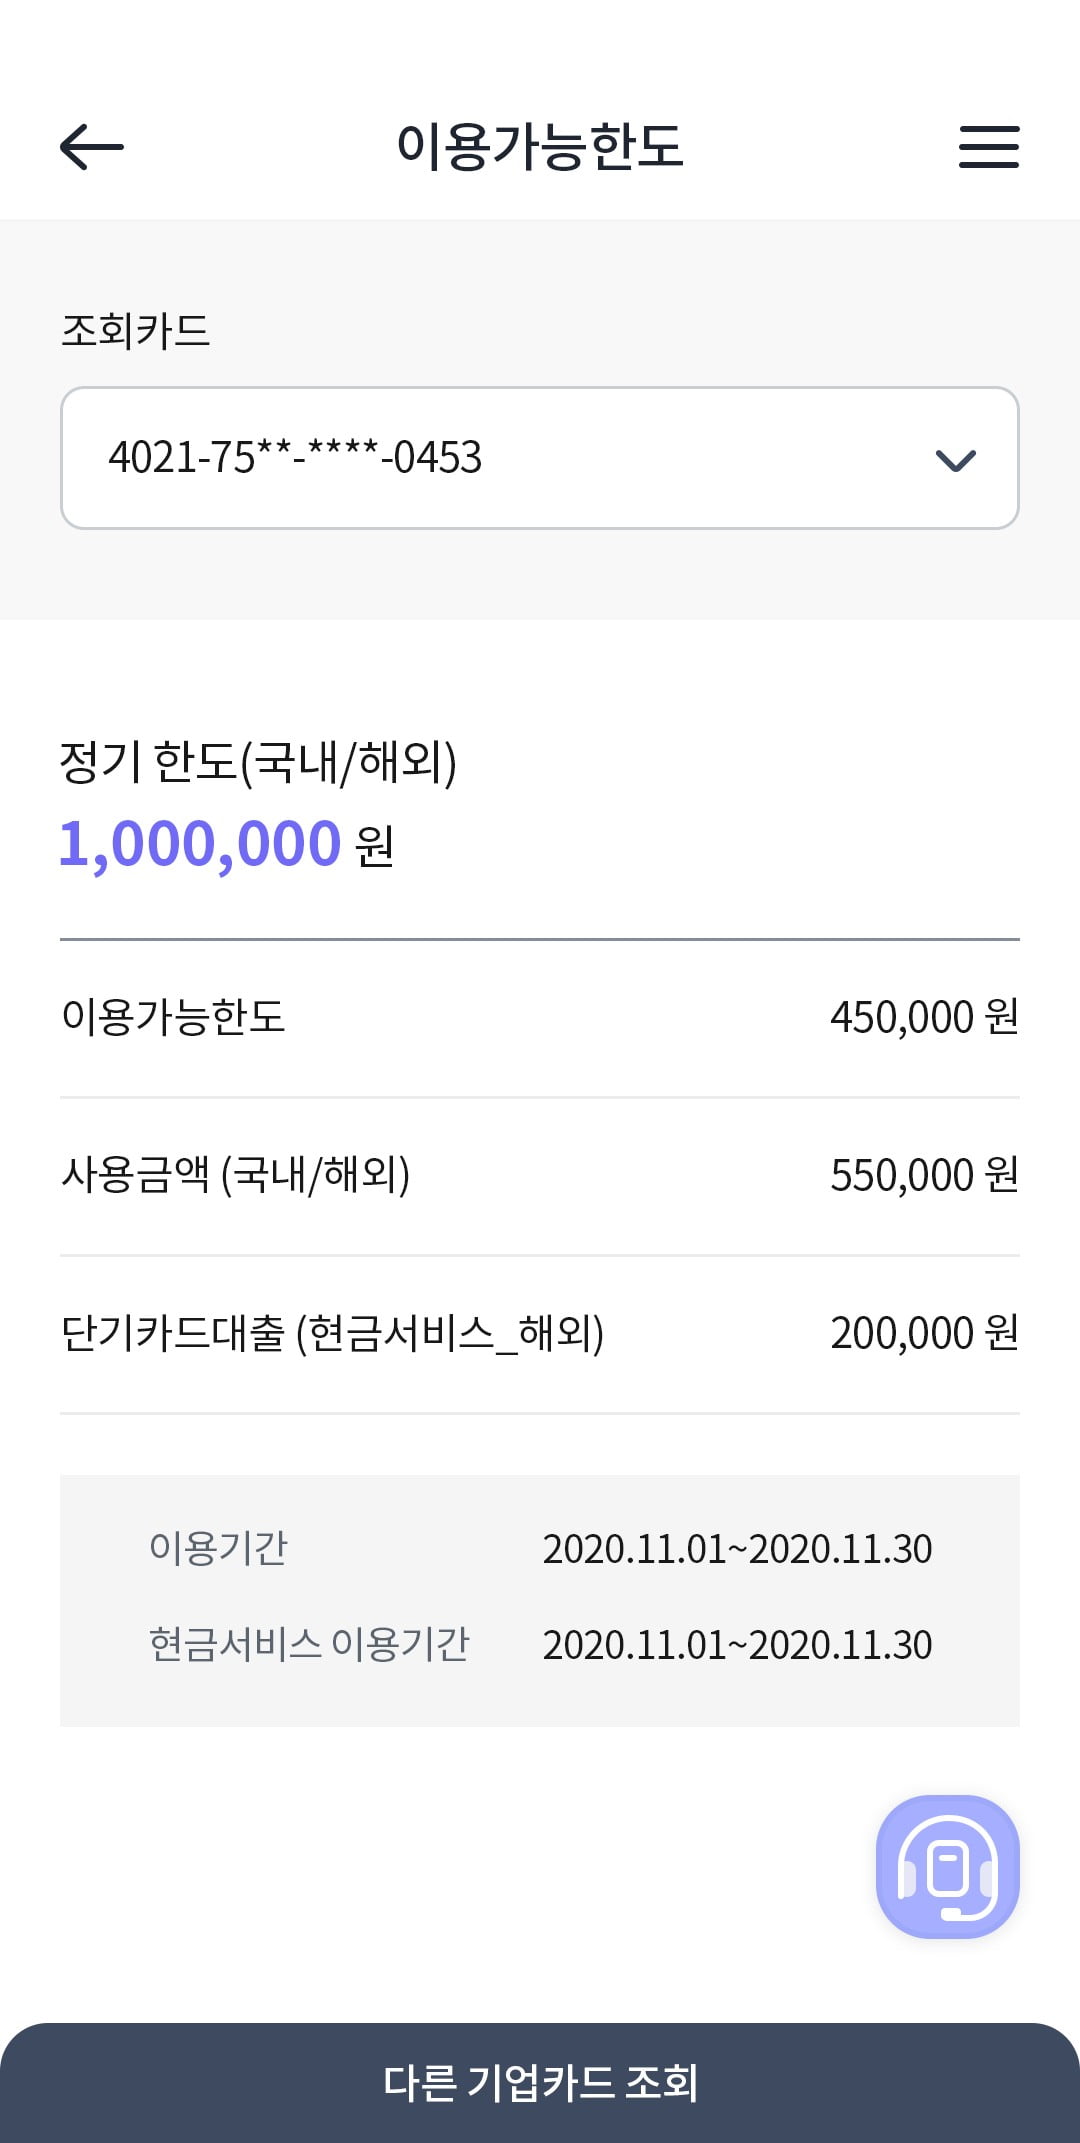 이용가능한도
조회카드
4021-75**-****-0453
정기 한도(국내/해외)
1,000,000 원
이용가능한도 450,000 원
사용금액 (국내/해외) 550,000 원
단기카드대출 (현금서비스_해외) 200,000 원
이용기간 2020.11.01~2020.11.30
현금서비스 이용기간 2020.11.01~2020.11.30
다른 기업카드 조회